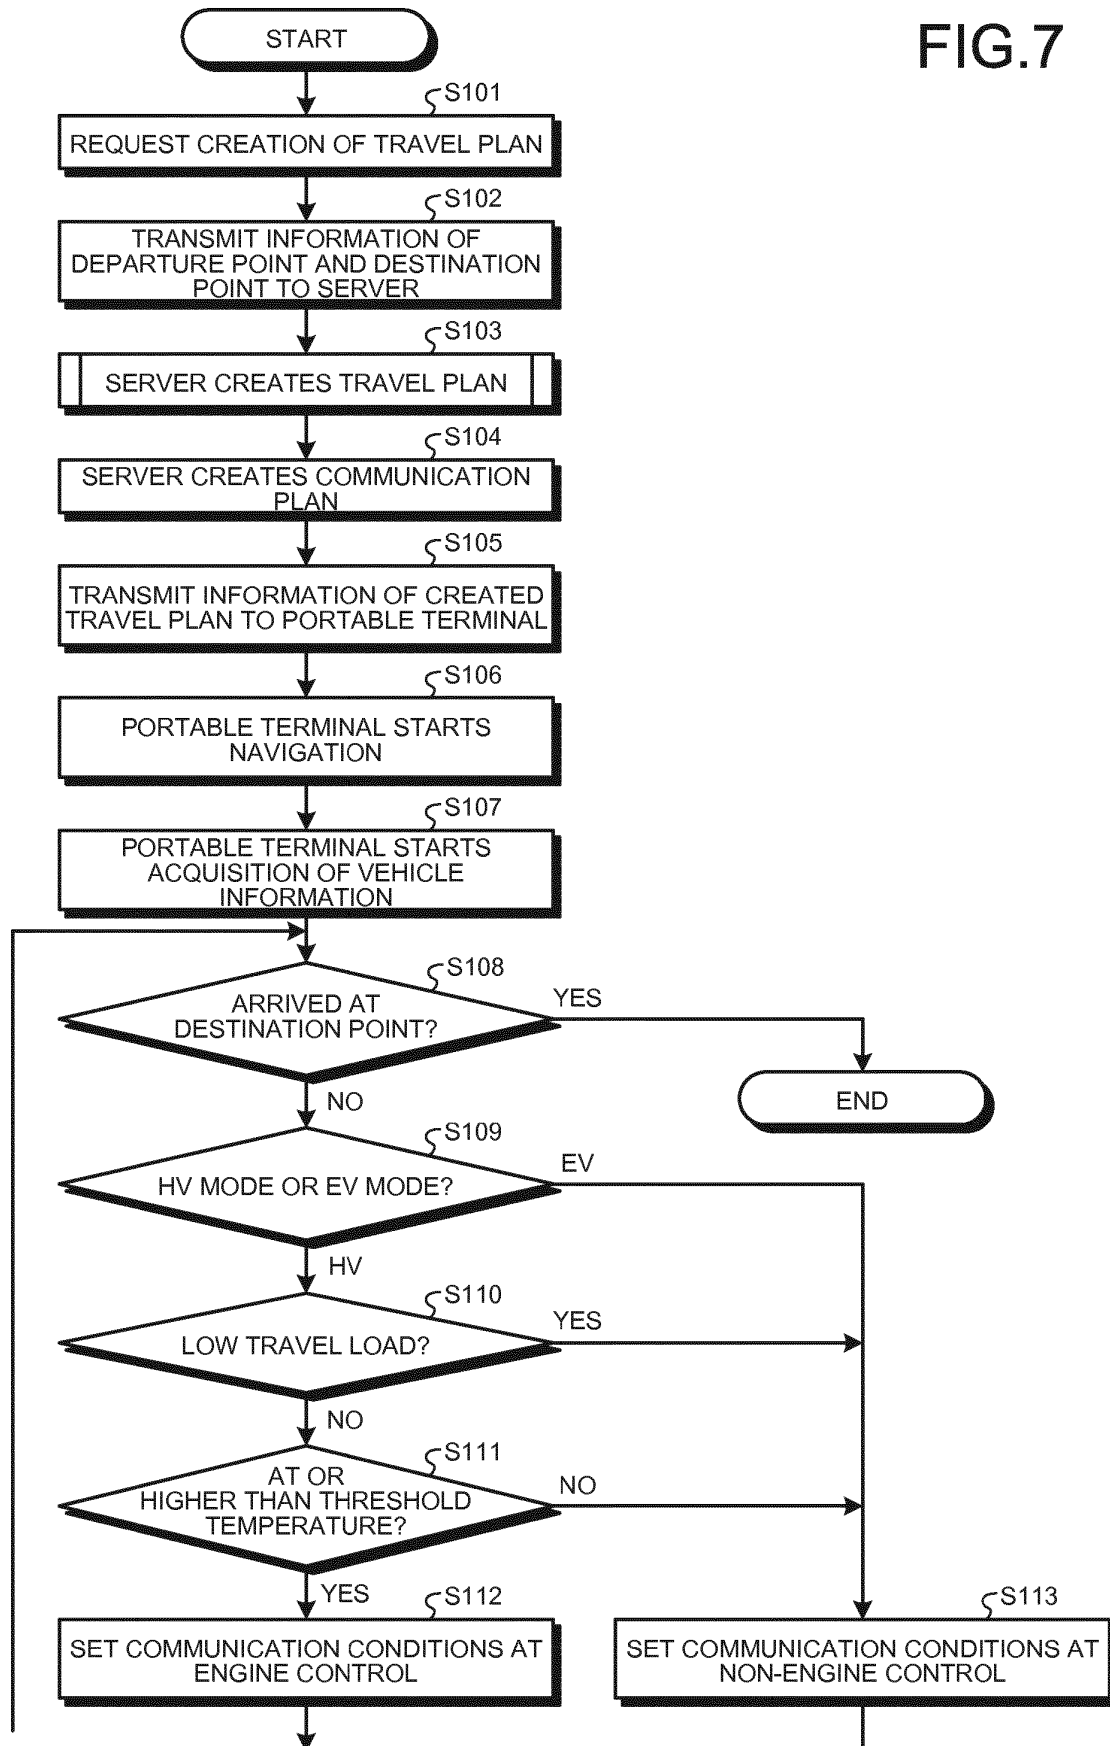 FIG.7
START
S101
REQUEST CREATION OF TRAVEL PLAN
S102
TRANSMIT INFORMATION OF
DEPARTURE POINT AND DESTINATION
POINT TO SERVER
S103
SERVER CREATES TRAVEL PLAN
S104
SERVER CREATES COMMUNICATION
PLAN
S105
TRANSMIT INFORMATION OF CREATED
TRAVEL PLAN TO PORTABLE TERMINAL
S106
PORTABLE TERMINAL STARTS
NAVIGATION
S107
PORTABLE TERMINAL STARTS
ACQUISITION OF VEHICLE
INFORMATION
S108
ARRIVED AT
DESTINATION POINT?
YES
END
NO
S109
HV MODE OR EV MODE?
EV
HV
S110
LOW TRAVEL LOAD?
YES
NO
S111
AT OR
HIGHER THAN THRESHOLD
TEMPERATURE?
NO
YES
S112
SET COMMUNICATION CONDITIONS AT
ENGINE CONTROL
S113
SET COMMUNICATION CONDITIONS AT
NON-ENGINE CONTROL